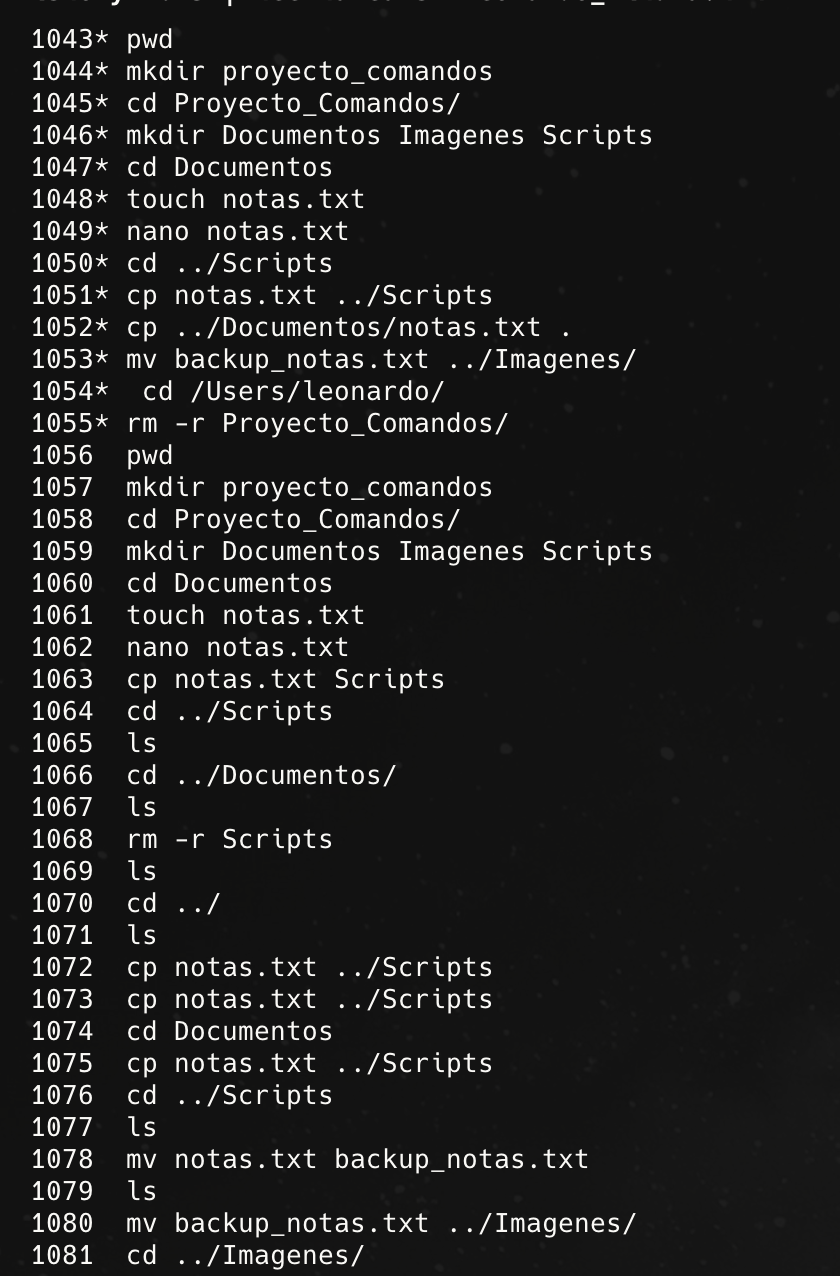 1043* pwd
1044* mkdir proyecto_comandos
1045* cd Proyecto_Comandos/
1046* mkdir Documentos Imagenes Scripts
1047* cd Documentos
1048* touch notas.txt
1049* nano notas.txt
1050* cd ../Scripts
1051* cp notas.txt ../Scripts
1052* cp ../Documentos/notas.txt .
1053* mv backup_notas.txt ../Imagenes/
1054*  cd /Users/leonardo/
1055* rm -r Proyecto_Comandos/
1056  pwd
1057  mkdir proyecto_comandos
1058  cd Proyecto_Comandos/
1059  mkdir Documentos Imagenes Scripts
1060  cd Documentos
1061  touch notas.txt
1062  nano notas.txt
1063  cp notas.txt Scripts
1064  cd ../Scripts
1065  ls
1066  cd ../Documentos/
1067  ls
1068  rm -r Scripts
1069  ls
1070  cd ../
1071  ls
1072  cp notas.txt ../Scripts
1073  cp notas.txt ../Scripts
1074  cd Documentos
1075  cp notas.txt ../Scripts
1076  cd ../Scripts
1077  ls
1078  mv notas.txt backup_notas.txt
1079  ls
1080  mv backup_notas.txt ../Imagenes/
1081  cd ../Imagenes/